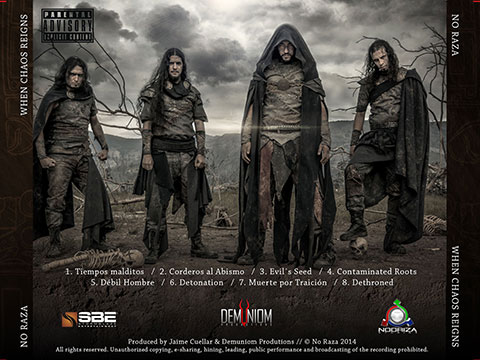 PARENTAL
ADVISORY
EXPLICIT CONTENT
WHEN CHAOS REIGNS
NO RAZA
NO RAZA
WHEN CHAOS REIGNS
1. Tiempos malditos / 2. Corderos al Abismo / 3. Evil´s Seed / 4. Contaminated Roots
5. Débil Hombre / 6. Detonation / 7. Muerte por Traición / 8. Dethroned
SBE
DEMUNIOM
NOORIZA
Produced by Jaime Cuellar & Demuniom Produtions // © No Raza 2014
All rights reserved. Unauthorized copying, e-sharing, hining, leading, public performance and broadcasting of the recording prohibited.